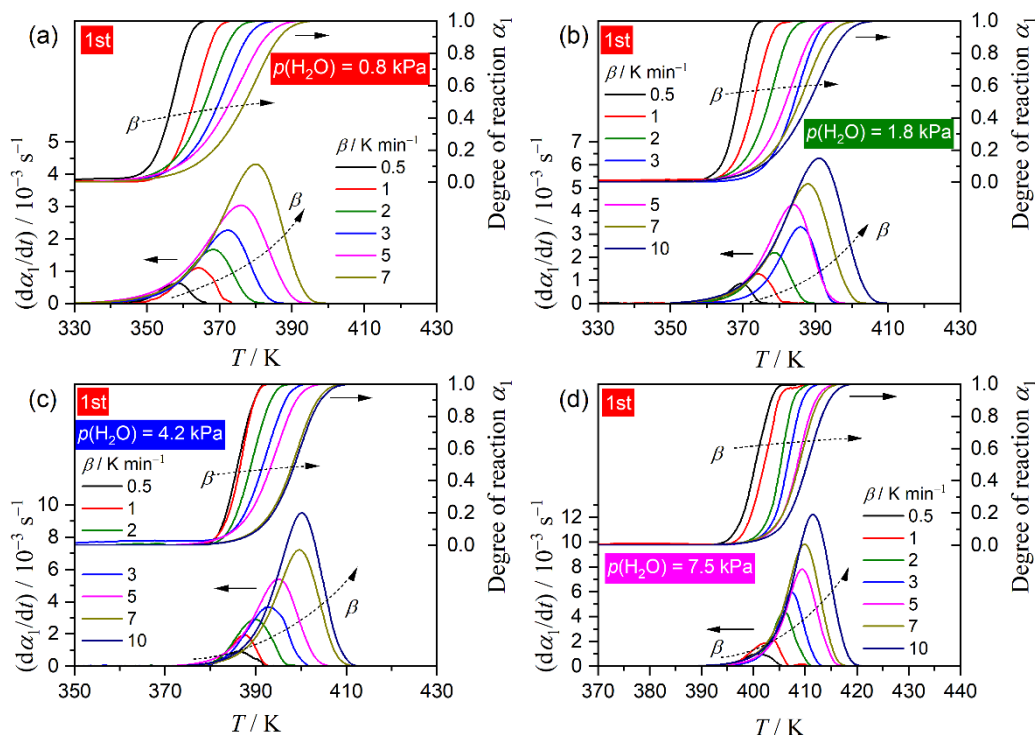 (a)
1st
p(H₂O) = 0.8 kPa
β / K min⁻¹
0.5
1
2
3
5
7
β
β
(dα₁/dt) / 10⁻³ s⁻¹
5
4
3
2
1
0
1.0
0.8
0.6
0.4
0.2
0.0
Degree of reaction α₁
330 350 370 390 410 430
T / K
(b)
1st
β / K min⁻¹
0.5
1
2
3
5
7
10
p(H₂O) = 1.8 kPa
β
β
(dα₁/dt) / 10⁻³ s⁻¹
7
6
5
4
3
2
1
0
1.0
0.8
0.6
0.4
0.2
0.0
Degree of reaction α₁
330 350 370 390 410 430
T / K
(c)
1st
p(H₂O) = 4.2 kPa
β / K min⁻¹
0.5
1
2
3
5
7
10
β
β
(dα₁/dt) / 10⁻³ s⁻¹
10
8
6
4
2
0
1.0
0.8
0.6
0.4
0.2
0.0
Degree of reaction α₁
350 370 390 410 430
T / K
(d)
1st
β / K min⁻¹
0.5
1
2
3
5
7
10
p(H₂O) = 7.5 kPa
β
β
(dα₁/dt) / 10⁻³ s⁻¹
12
10
8
6
4
2
0
1.0
0.8
0.6
0.4
0.2
0.0
Degree of reaction α₁
370 380 390 400 410 420 430 440
T / K